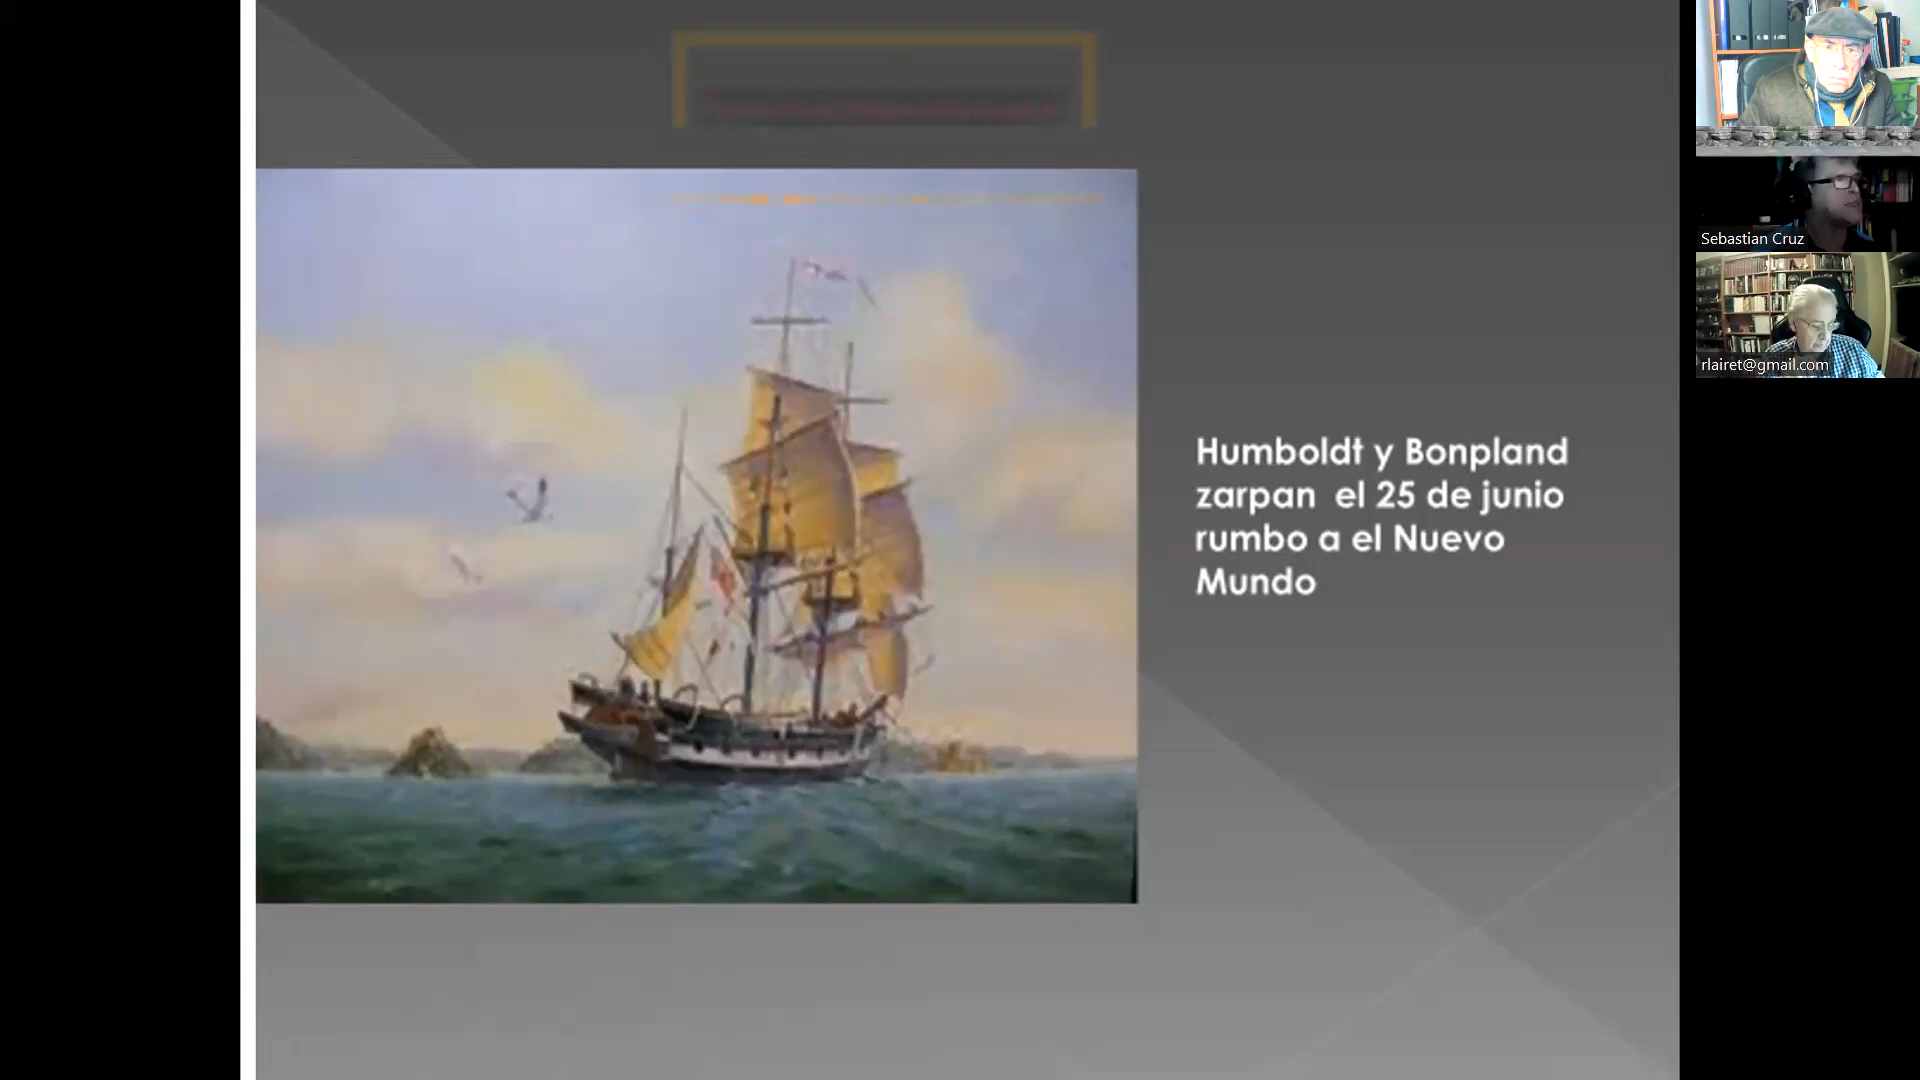 Humboldt y Bonpland
zarpan el 25 de junio
rumbo a el Nuevo
Mundo
Sebastian Cruz
rlairet@gmail.com